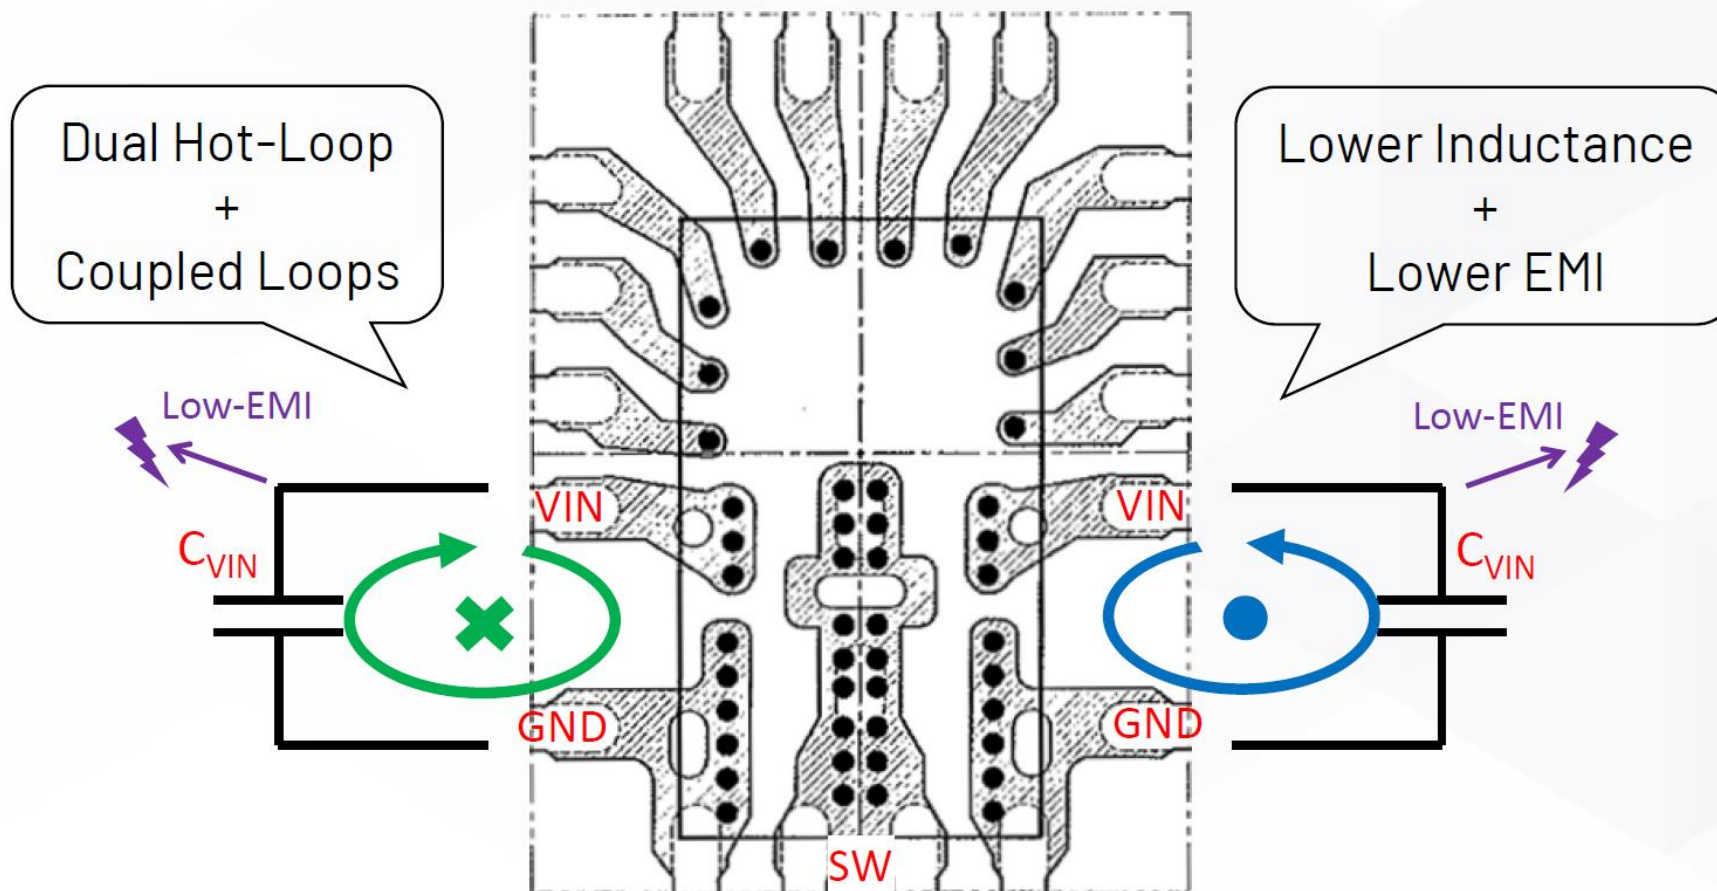 Dual Hot-Loop
+
Coupled Loops
Lower Inductance
+
Lower EMI
Low-EMI
Low-EMI
VIN
VIN
CVIN
CVIN
GND
GND
SW